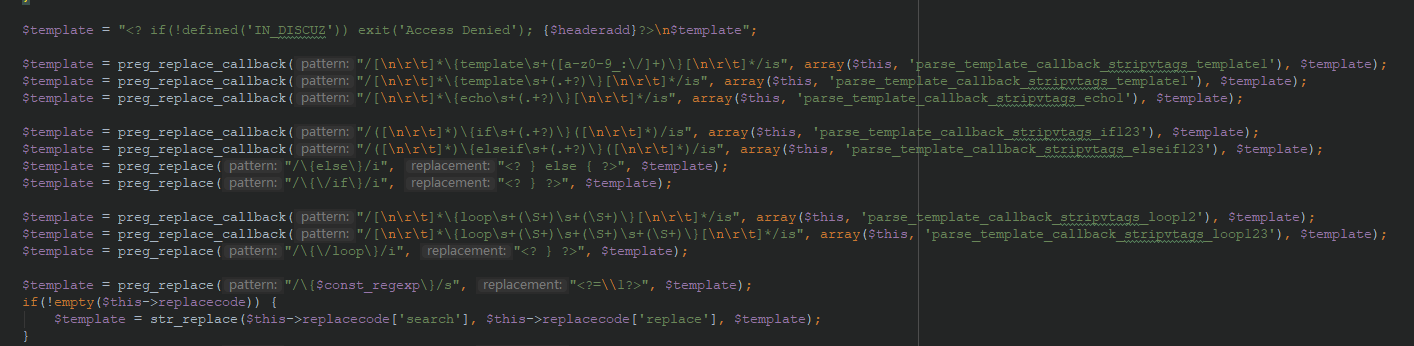 }
$template = "<? if(!defined('IN_DISCUZ')) exit('Access Denied'); {$headeradd}?>\n$template";
$template = preg_replace_callback( pattern: "/[\n\r\t]*\{template\s+([a-z0-9_:\/]+)\}[\n\r\t]*/is", array($this, 'parse_template_callback_stripvtags_template1'), $template);
$template = preg_replace_callback( pattern: "/[\n\r\t]*\{template\s+(.+?)\}[\n\r\t]*/is", array($this, 'parse_template_callback_stripvtags_template1'), $template);
$template = preg_replace_callback( pattern: "/[\n\r\t]*\{echo\s+(.+?)\}[\n\r\t]*/is", array($this, 'parse_template_callback_stripvtags_echo1'), $template);
$template = preg_replace_callback( pattern: "/([\n\r\t]*)\{if\s+(.+?)\}([\n\r\t]*)/is", array($this, 'parse_template_callback_stripvtags_if123'), $template);
$template = preg_replace_callback( pattern: "/([\n\r\t]*)\{elseif\s+(.+?)\}([\n\r\t]*)/is", array($this, 'parse_template_callback_stripvtags_elseif123'), $template);
$template = preg_replace( pattern: "/\{else\}/i", replacement: "<? } else { ?>", $template);
$template = preg_replace( pattern: "/\{\/if\}/i", replacement: "<? } ?>", $template);
$template = preg_replace_callback( pattern: "/[\n\r\t]*\{loop\s+(\S+)\s+(\S+)\}[\n\r\t]*/is", array($this, 'parse_template_callback_stripvtags_loop12'), $template);
$template = preg_replace_callback( pattern: "/[\n\r\t]*\{loop\s+(\S+)\s+(\S+)\s+(\S+)\}[\n\r\t]*/is", array($this, 'parse_template_callback_stripvtags_loop123'), $template);
$template = preg_replace( pattern: "/\{\/loop\}/i", replacement: "<? } ?>", $template);
$template = preg_replace( pattern: "/\{$const_regexp\}/s", replacement: "<?=\\1?>", $template);
if(!empty($this->replacecode)) {
$template = str_replace($this->replacecode['search'], $this->replacecode['replace'], $template);
}